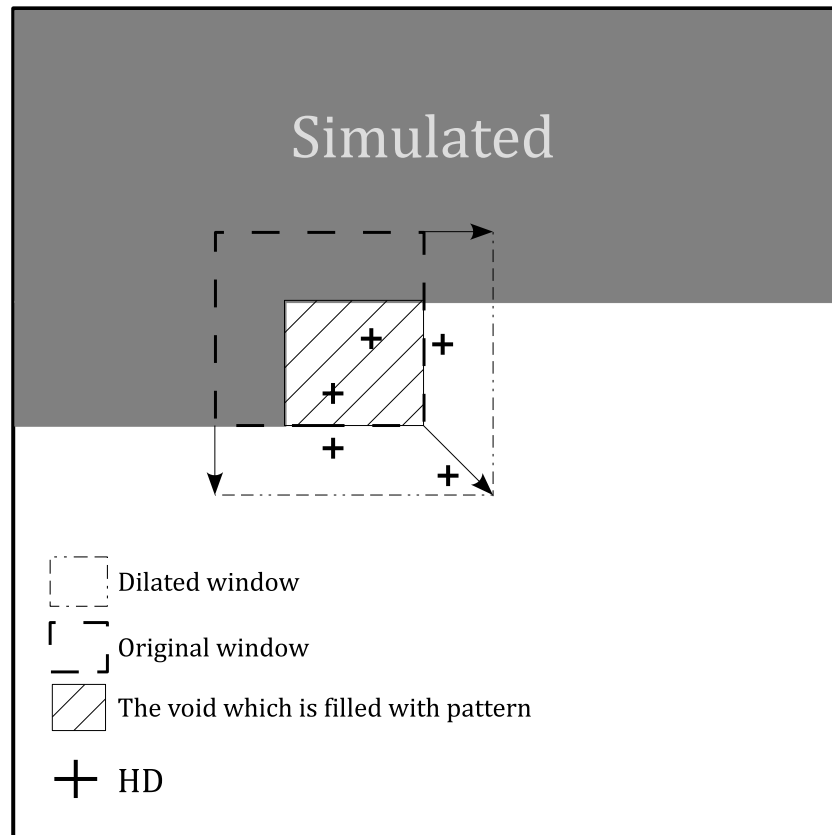 Simulated
Dilated window
Original window
The void which is filled with pattern
HD